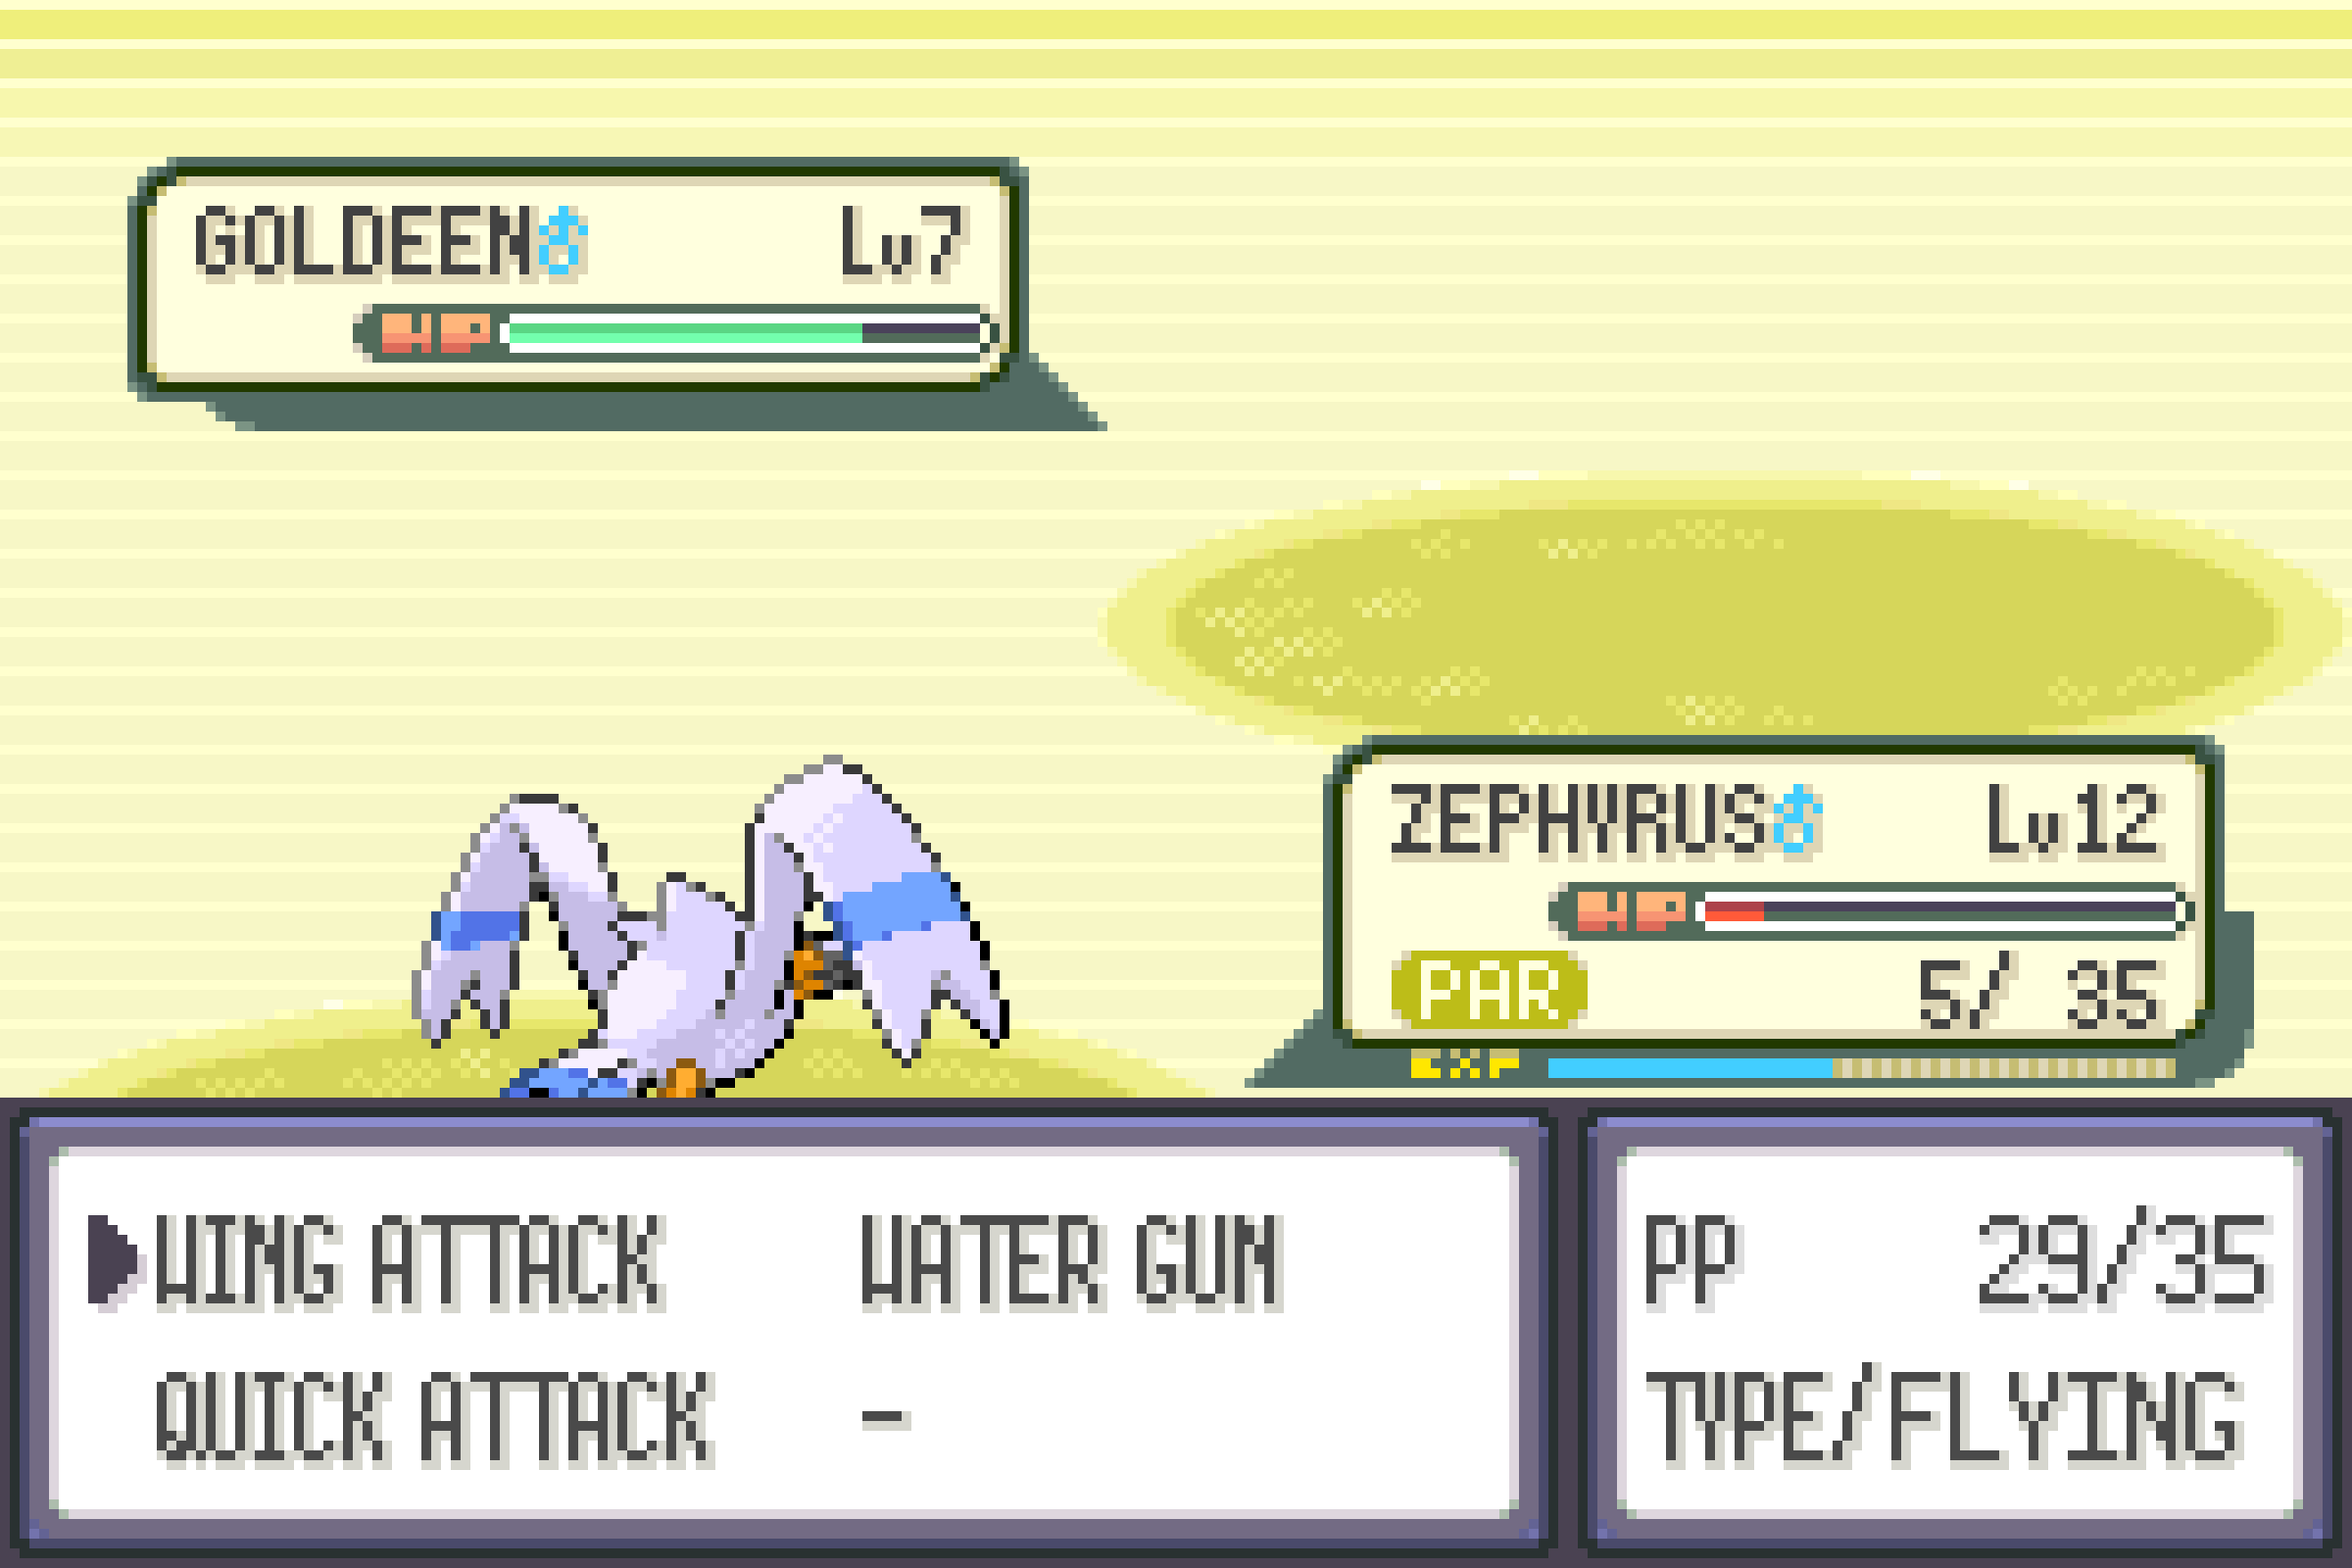 GOLDEEN♂ Lv7
HP
ZEPHYRUS♂ Lv12
HP
PAR 5/ 35
EXP
WING ATTACK WATER GUN
QUICK ATTACK -
PP 29/35
TYPE/FLYING